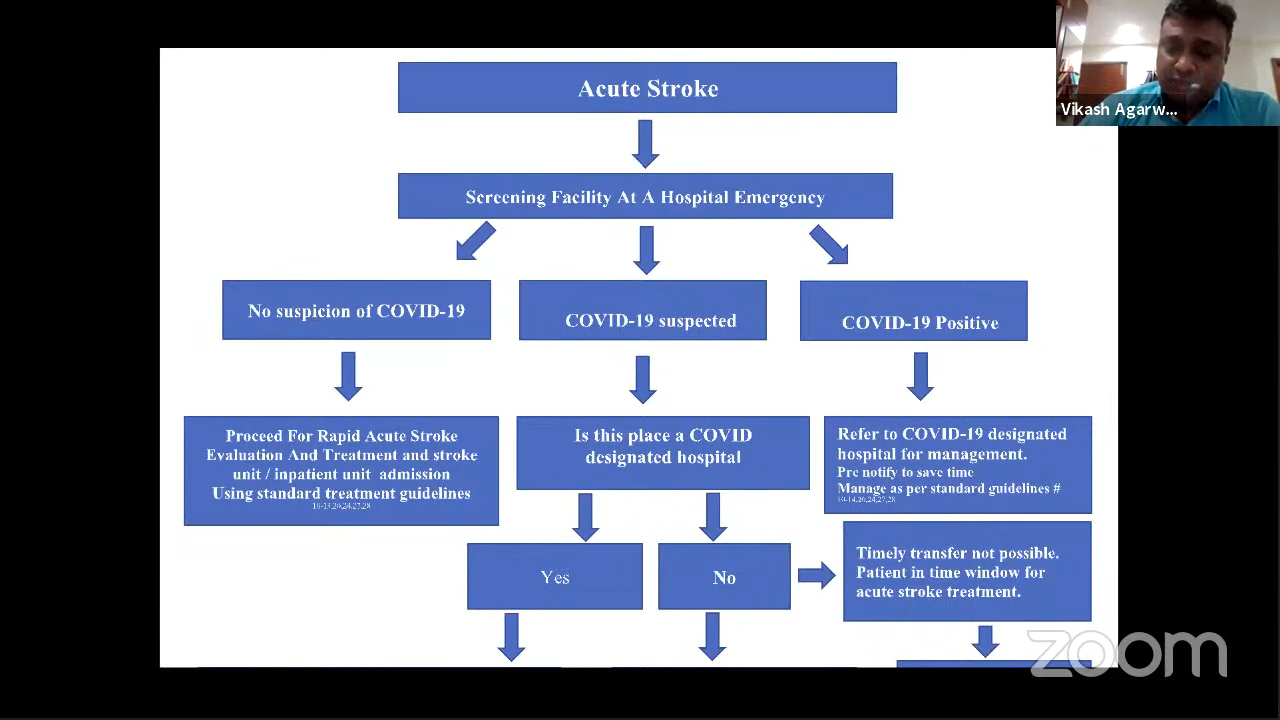 Acute Stroke
Screening Facility At A Hospital Emergency
Vikash Agarw...
No suspicion of COVID-19
COVID-19 suspected
COVID-19 Positive
Proceed For Rapid Acute Stroke
Evaluation And Treatment and stroke
unit / inpatient unit admission
Using standard treatment guidelines
Is this place a COVID
designated hospital
Refer to COVID-19 designated
hospital for management.
Pre notify to save time
Manage as per standard guidelines #
Yes
No
Timely transfer not possible.
Patient in time window for
acute stroke treatment.
zoom